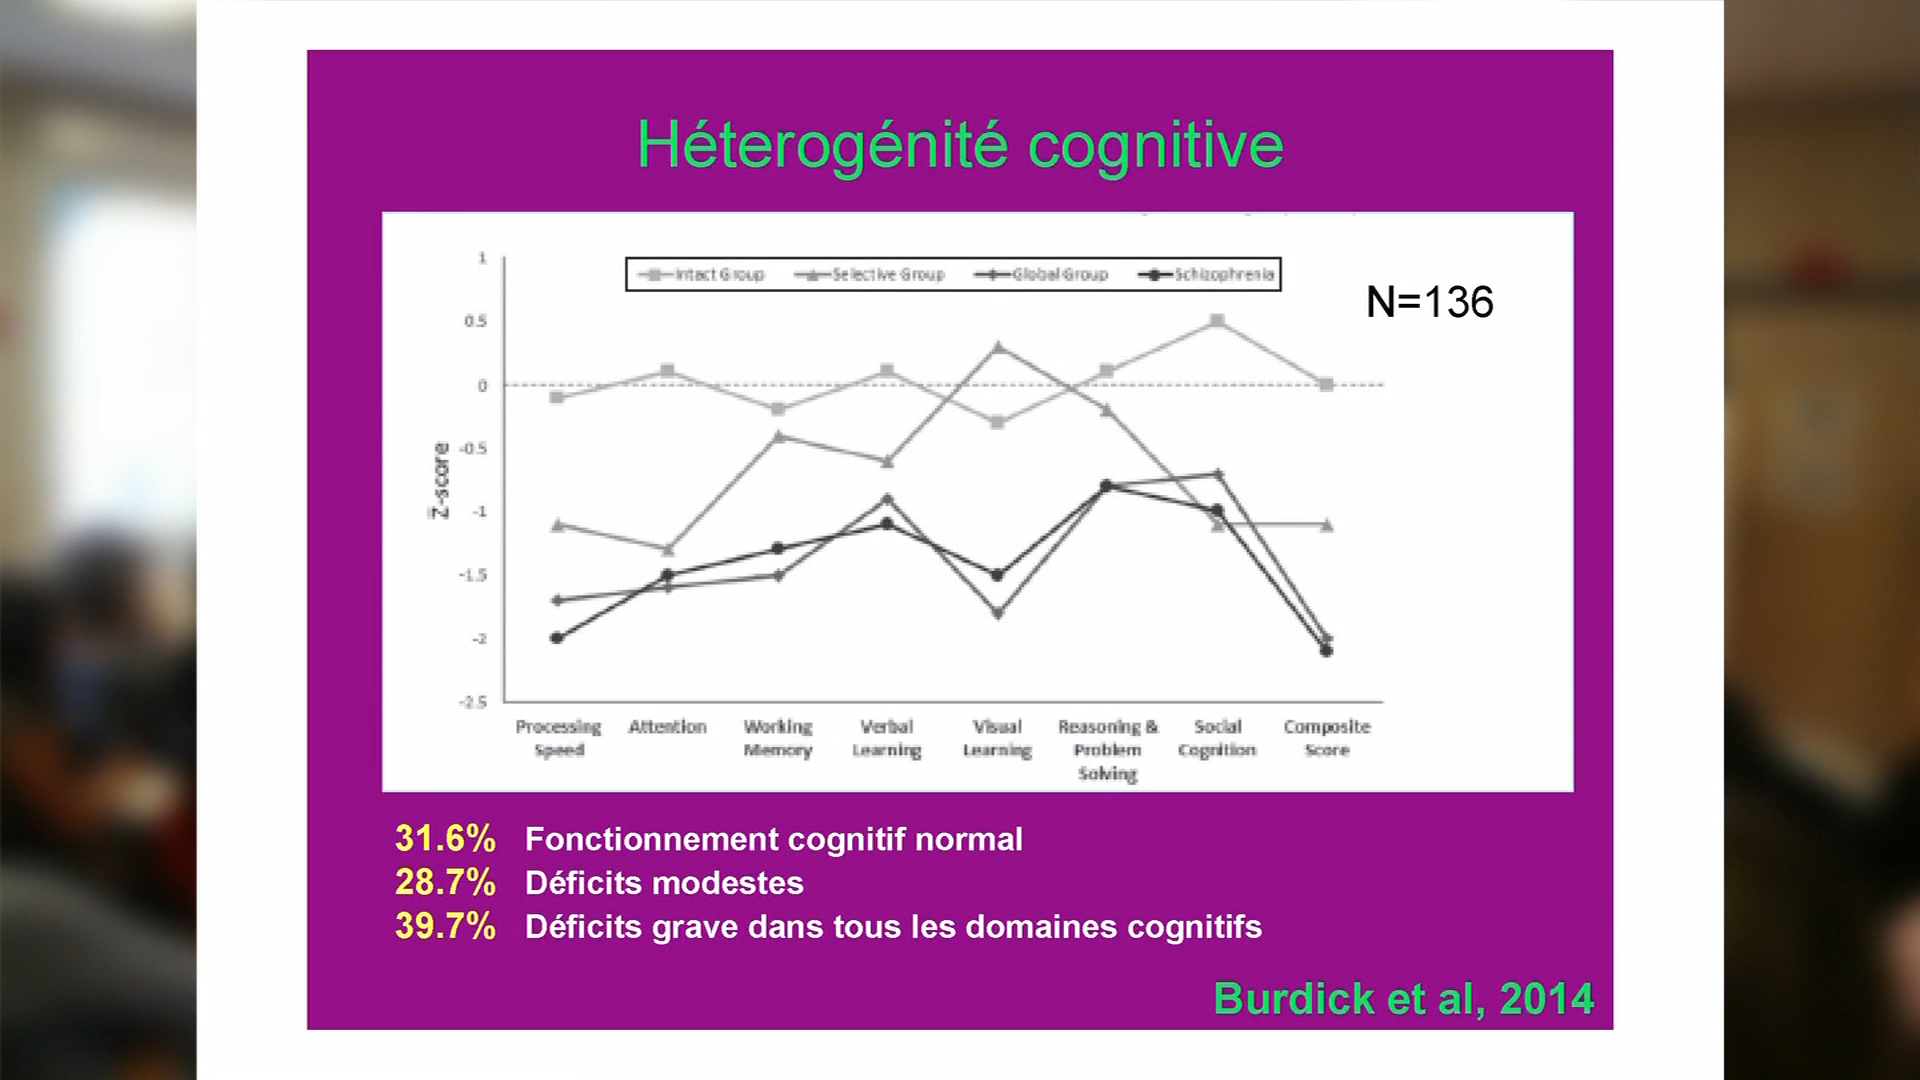 Héterogénité cognitive
Intact Group Selective Group Global Group Schizophrenia
N=136
1
0.5
0
-0.5
-1
-1.5
-2
-2.5
Z-score
Processing Speed
Attention
Working Memory
Verbal Learning
Visual Learning
Reasoning & Problem Solving
Social Cognition
Composite Score
31.6% Fonctionnement cognitif normal
28.7% Déficits modestes
39.7% Déficits grave dans tous les domaines cognitifs
Burdick et al, 2014